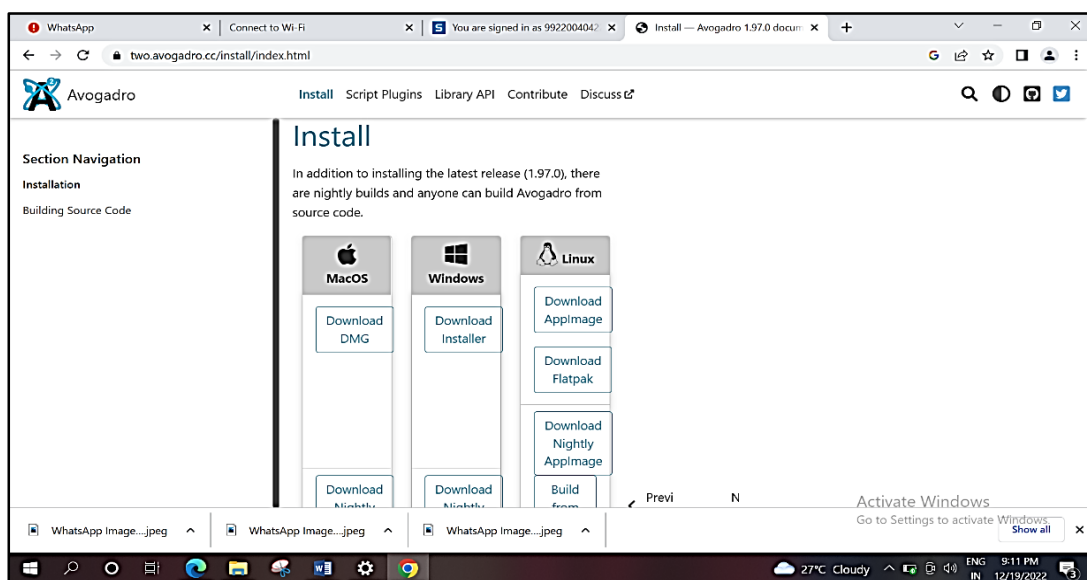 WhatsApp
Connect to Wi-Fi
S You are signed in as 9922004042
Install — Avogadro 1.97.0 docum
two.avogadro.cc/install/index.html
Avogadro
Install Script Plugins Library API Contribute Discuss
Section Navigation
Installation
Building Source Code
Install
In addition to installing the latest release (1.97.0), there
are nightly builds and anyone can build Avogadro from
source code.
MacOS
Download
DMG
Download
Nightly
Windows
Download
Installer
Download
Nightly
Linux
Download
AppImage
Download
Flatpak
Download
Nightly
AppImage
Build
from
Previ
N
Activate Windows
Go to Settings to activate Windows.
WhatsApp Image....jpeg
WhatsApp Image....jpeg
WhatsApp Image....jpeg
Show all
27°C Cloudy
ENG
IN
9:11 PM
12/19/2022
3